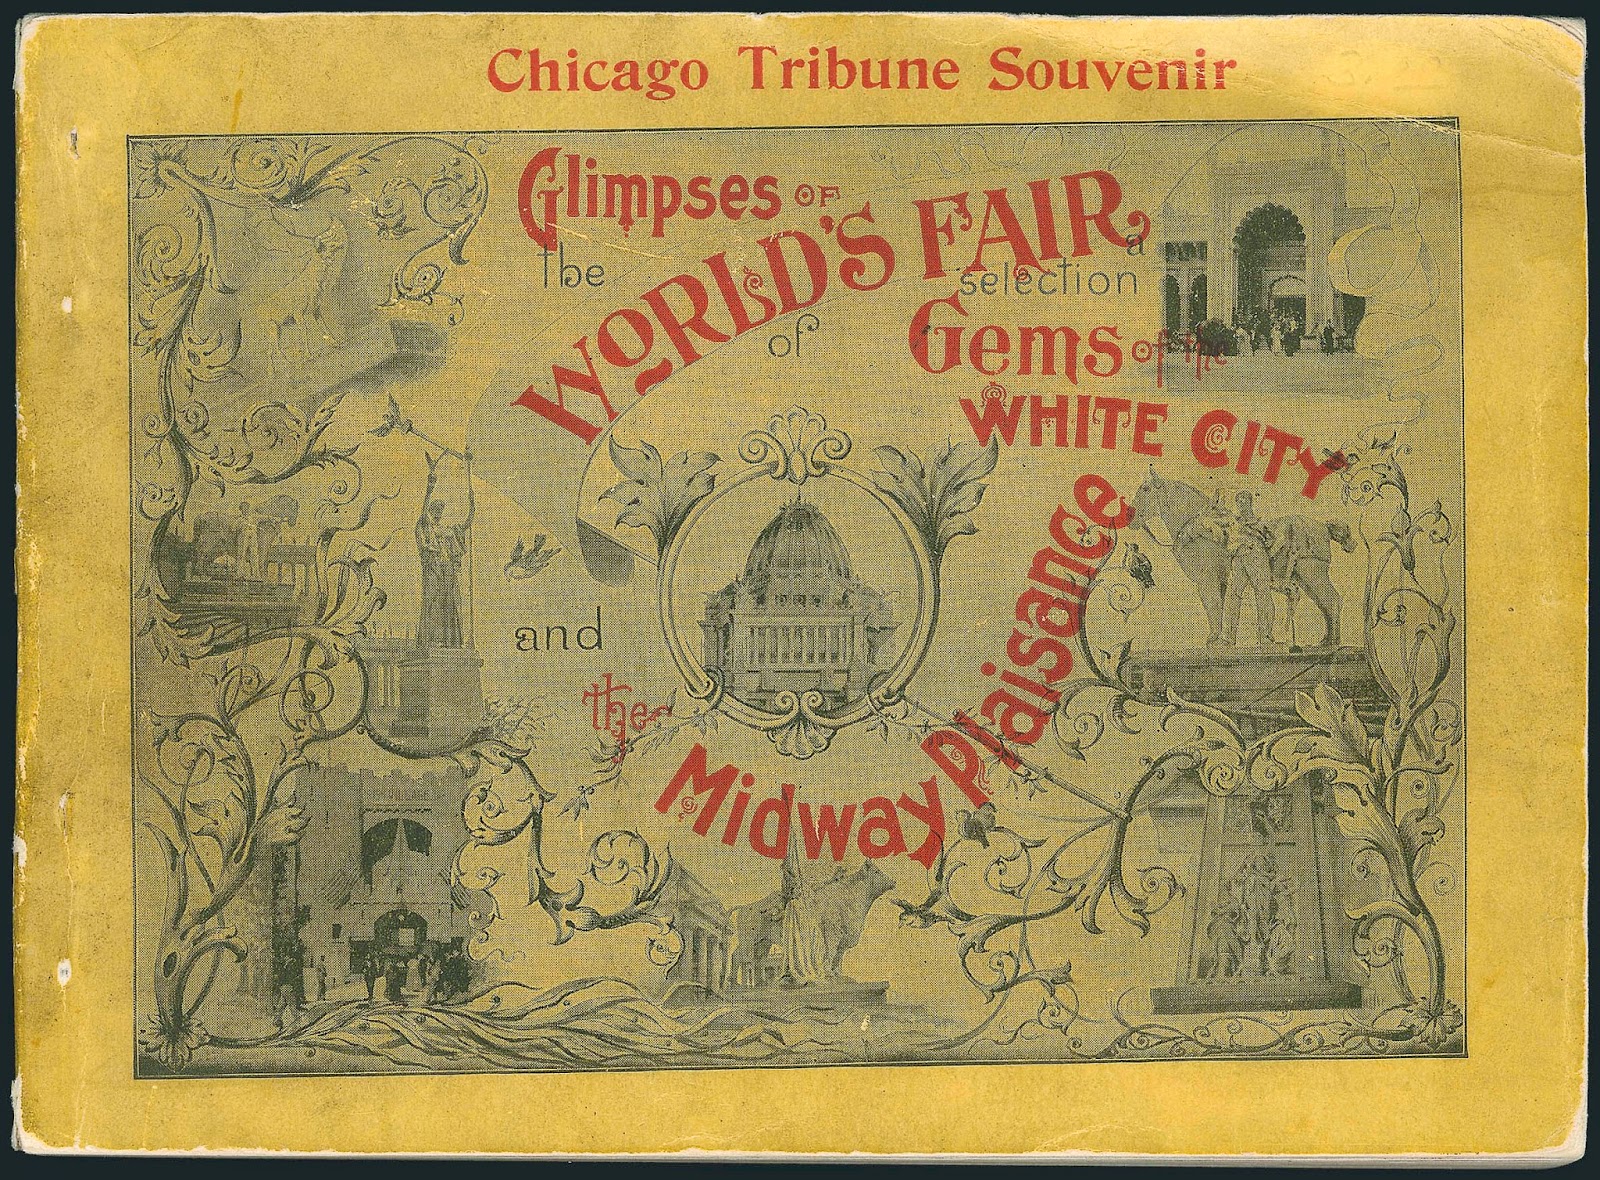 Chicago Tribune Souvenir
Glimpses OF
the WORLD'S FAIR
a
selection
of Gems of the
WHITE CITY
and
the
Midway Plaisance